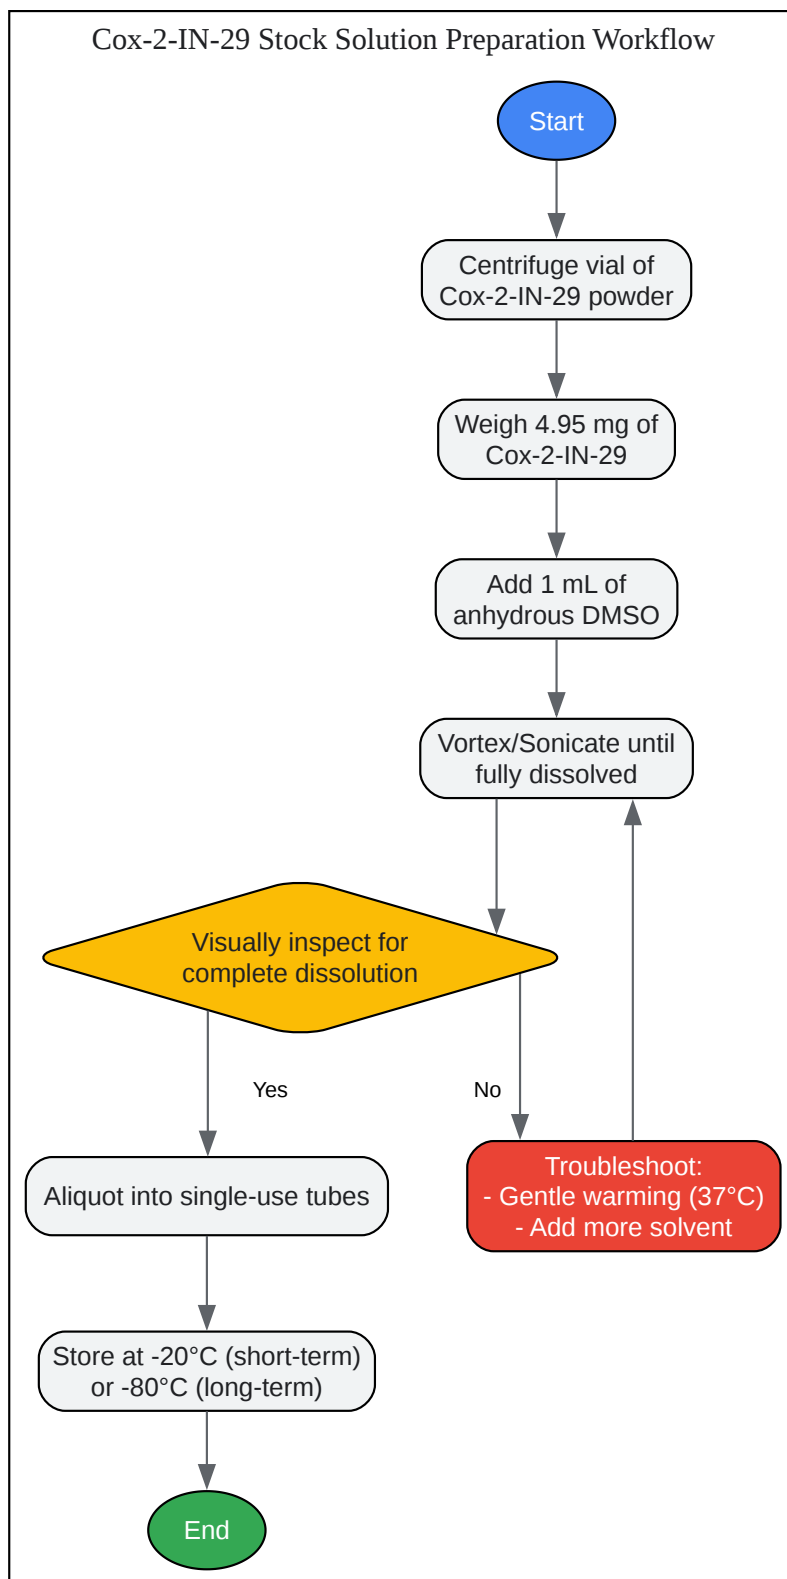 Cox-2-IN-29 Stock Solution Preparation Workflow
Start
Centrifuge vial of
Cox-2-IN-29 powder
Weigh 4.95 mg of
Cox-2-IN-29
Add 1 mL of
anhydrous DMSO
Vortex/Sonicate until
fully dissolved
Visually inspect for
complete dissolution
Yes
No
Aliquot into single-use tubes
Troubleshoot:
- Gentle warming (37°C)
- Add more solvent
Store at -20°C (short-term)
or -80°C (long-term)
End